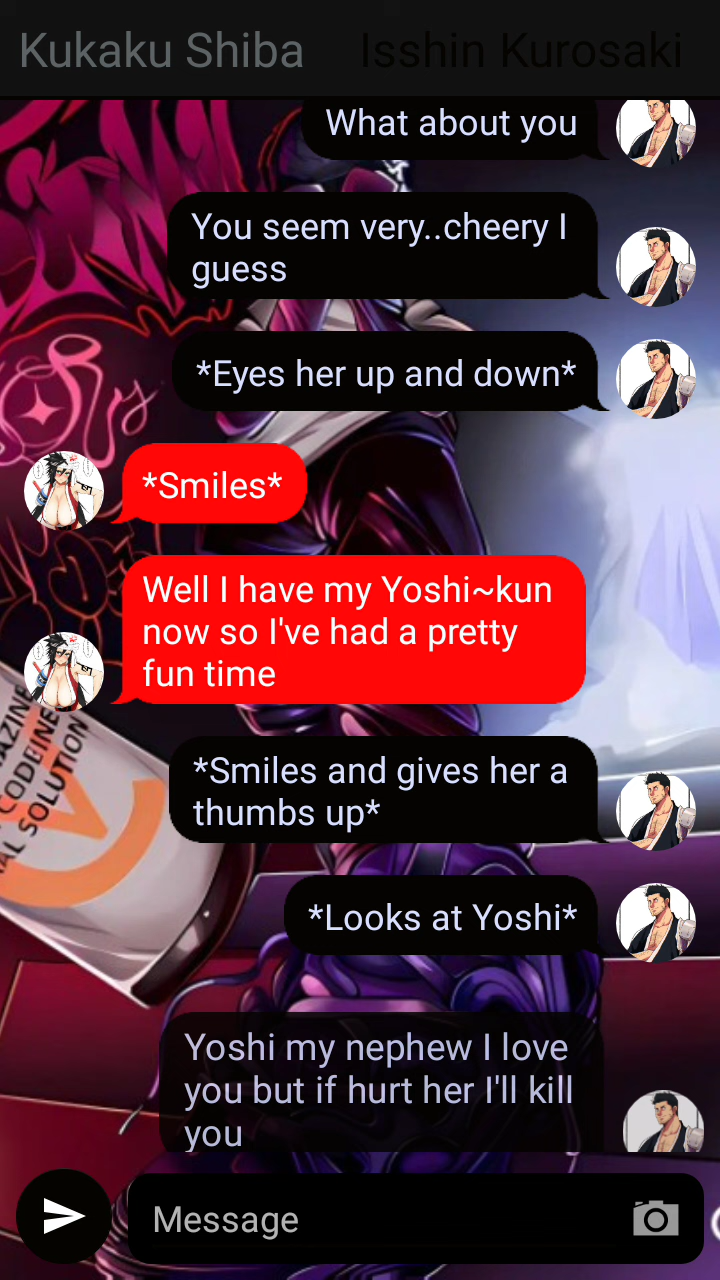 Kukaku Shiba
Isshin Kurosaki
What about you
You seem very..cheery I
guess
*Eyes her up and down*
*Smiles*
Well I have my Yoshi~kun
now so I've had a pretty
fun time
*Smiles and gives her a
thumbs up*
*Looks at Yoshi*
Yoshi my nephew I love
you but if hurt her I'll kill
you
CODEINE
SOLUTION
Message